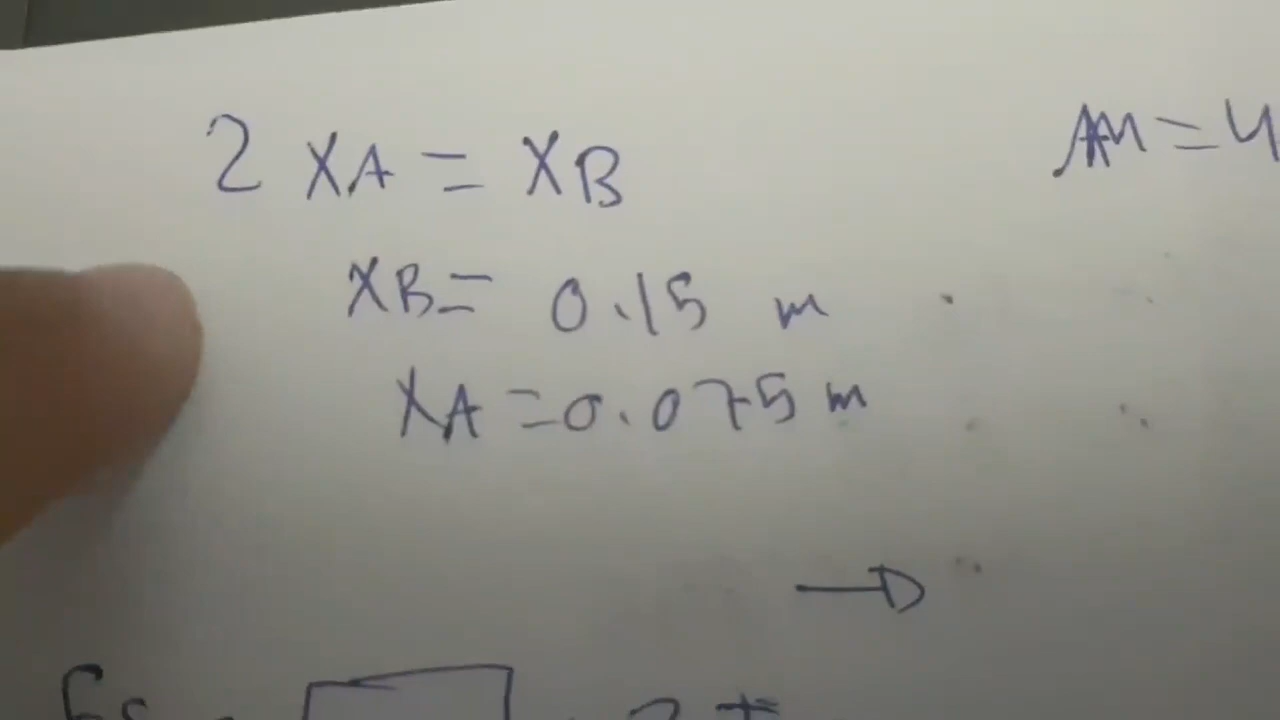 2 XA = XB
XB = 0.15 m
XA = 0.075 m